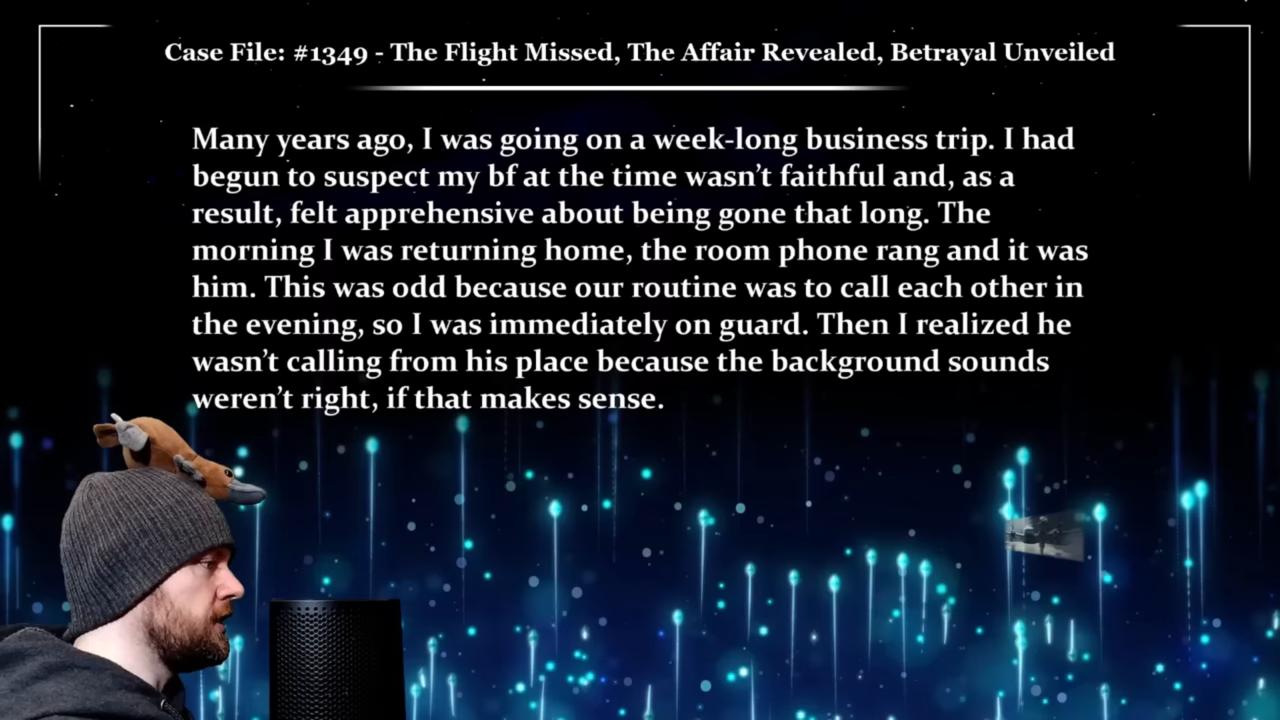 Case File: #1349 - The Flight Missed, The Affair Revealed, Betrayal Unveiled
Many years ago, I was going on a week-long business trip. I had
begun to suspect my bf at the time wasn’t faithful and, as a
result, felt apprehensive about being gone that long. The
morning I was returning home, the room phone rang and it was
him. This was odd because our routine was to call each other in
the evening, so I was immediately on guard. Then I realized he
wasn’t calling from his place because the background sounds
weren’t right, if that makes sense.